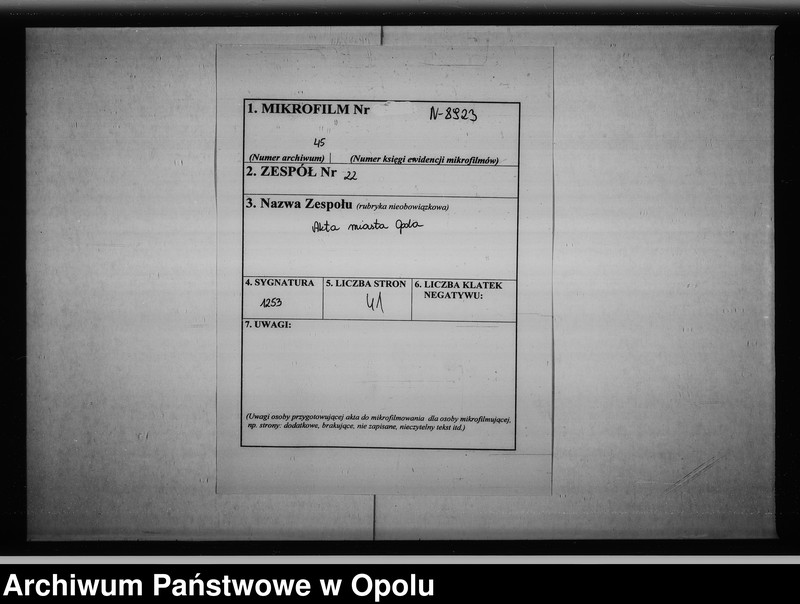 1. MIKROFILM Nr N-8923
45
(Numer archiwum) | (Numer księgi ewidencji mikrofilmów)
2. ZESPÓŁ Nr 22
3. Nazwa Zespołu (rubryka nieobowiązkowa)
Akta miasta Opola
4. SYGNATURA
1253
5. LICZBA STRON
41
6. LICZBA KLATEK
NEGATYWU:
7. UWAGI:
(Uwagi osoby przygotowującej akta do mikrofilmowania dla osoby mikrofilmującej,
np. strony: dodatkowe, brakujące, nie zapisane, nieczytelny tekst itd.)
Archiwum Państwowe w Opolu